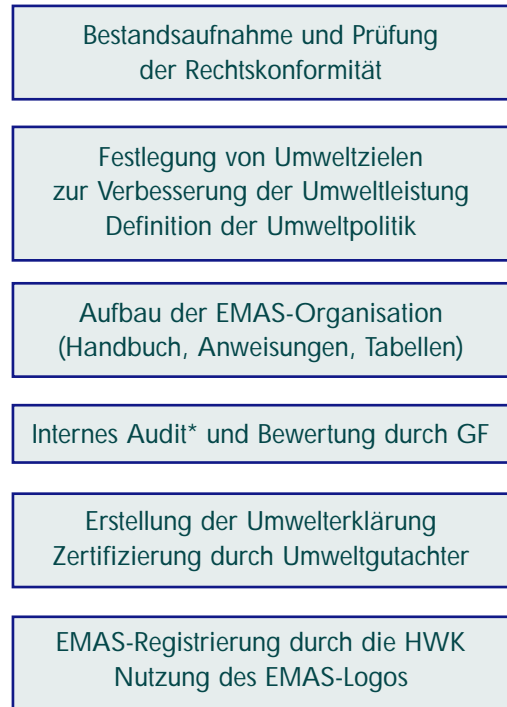 Bestandsaufnahme und Prüfung
der Rechtskonformität
Festlegung von Umweltzielen
zur Verbesserung der Umweltleistung
Definition der Umweltpolitik
Aufbau der EMAS-Organisation
(Handbuch, Anweisungen, Tabellen)
Internes Audit* und Bewertung durch GF
Erstellung der Umwelterklärung
Zertifizierung durch Umweltgutachter
EMAS-Registrierung durch die HWK
Nutzung des EMAS-Logos